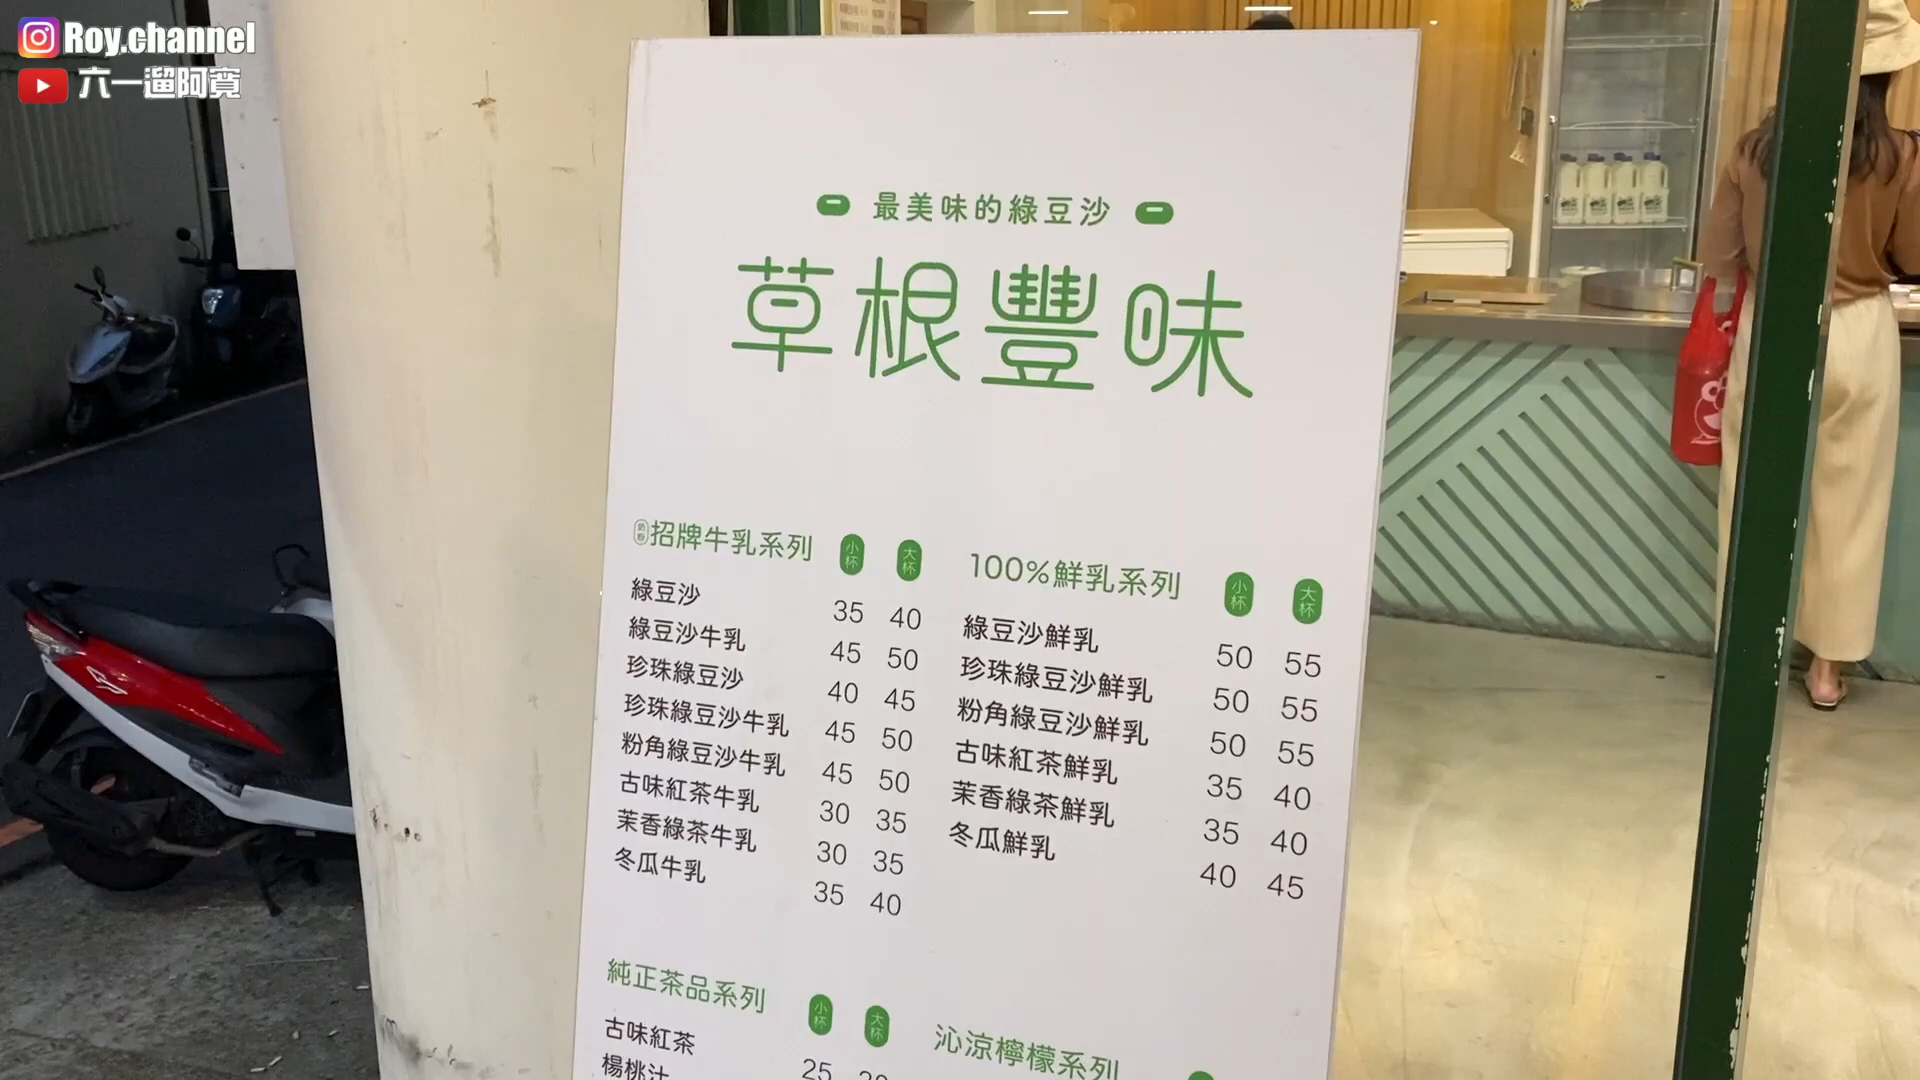 Roy.channel
六一遛阿寬
最美味的綠豆沙
草根豐味
奶粉 招牌牛乳系列 小杯 大杯
綠豆沙 35 40
綠豆沙牛乳 45 50
珍珠綠豆沙 40 45
珍珠綠豆沙牛乳 45 50
粉角綠豆沙牛乳 45 50
古味紅茶牛乳 30 35
茉香綠茶牛乳 30 35
冬瓜牛乳 35 40
100%鮮乳系列 小杯 大杯
綠豆沙鮮乳 50 55
珍珠綠豆沙鮮乳 50 55
粉角綠豆沙鮮乳 50 55
古味紅茶鮮乳 35 40
茉香綠茶鮮乳 35 40
冬瓜鮮乳 40 45
純正茶品系列 小杯 大杯
古味紅茶 25
楊桃汁
沁涼檸檬系列